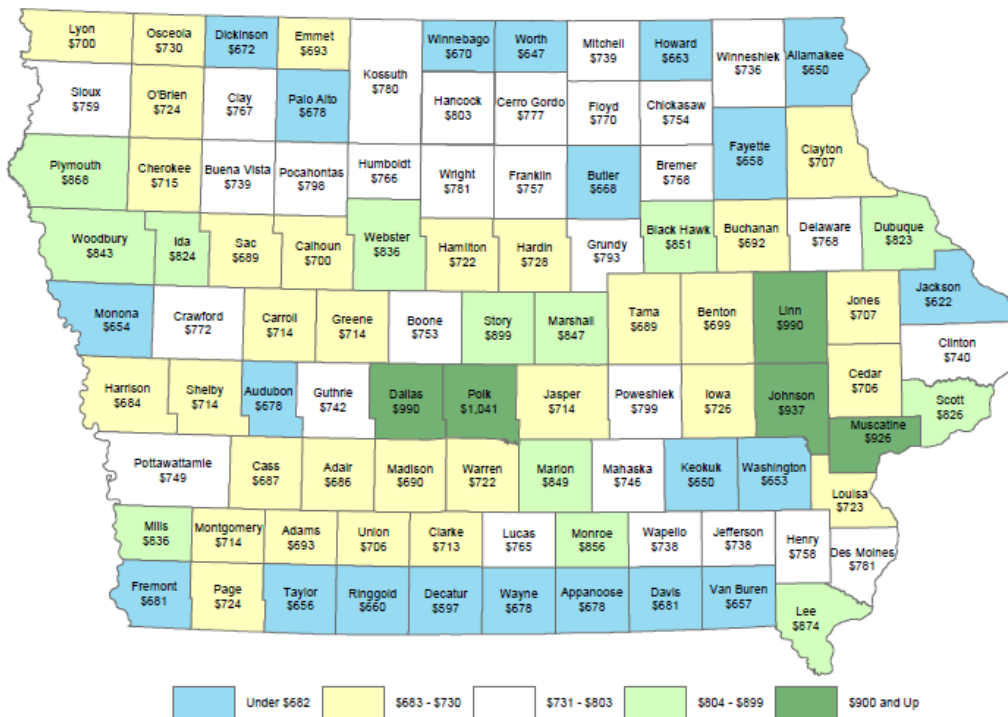 Lyon
$700
Osceola
$730
Dickinson
$672
Emmet
$693
Kossuth
$780
Winnebago
$670
Worth
$647
Mitchell
$739
Howard
$663
Winneshiek
$736
Allamakee
$650
Sioux
$759
O'Brien
$724
Clay
$767
Palo Alto
$678
Hancock
$803
Cerro Gordo
$777
Floyd
$770
Chickasaw
$754
Fayette
$658
Clayton
$707
Plymouth
$868
Cherokee
$715
Buena Vista
$739
Pocahontas
$798
Humboldt
$766
Wright
$781
Franklin
$757
Butler
$668
Bremer
$768
Woodbury
$843
Ida
$824
Sac
$689
Calhoun
$700
Webster
$836
Hamilton
$722
Hardin
$728
Grundy
$793
Black Hawk
$851
Buchanan
$692
Delaware
$768
Dubuque
$823
Monona
$654
Crawford
$772
Carroll
$714
Greene
$714
Boone
$753
Story
$899
Marshall
$847
Tama
$689
Benton
$699
Linn
$990
Jones
$707
Jackson
$622
Clinton
$740
Harrison
$684
Shelby
$714
Audubon
$678
Guthrie
$742
Dallas
$990
Polk
$1,041
Jasper
$714
Poweshiek
$799
Iowa
$726
Johnson
$937
Cedar
$706
Scott
$826
Muscatine
$926
Pottawattamie
$749
Cass
$687
Adair
$686
Madison
$690
Warren
$722
Marion
$849
Mahaska
$746
Keokuk
$650
Washington
$653
Louisa
$723
Mills
$836
Montgomery
$714
Adams
$693
Union
$706
Clarke
$713
Lucas
$765
Monroe
$856
Wapello
$738
Jefferson
$738
Henry
$758
Des Moines
$781
Fremont
$681
Page
$724
Taylor
$656
Ringgold
$660
Decatur
$597
Wayne
$678
Appanoose
$678
Davis
$681
Van Buren
$657
Lee
$874
Under $682
$683 - $730
$731 - $803
$804 - $899
$900 and Up